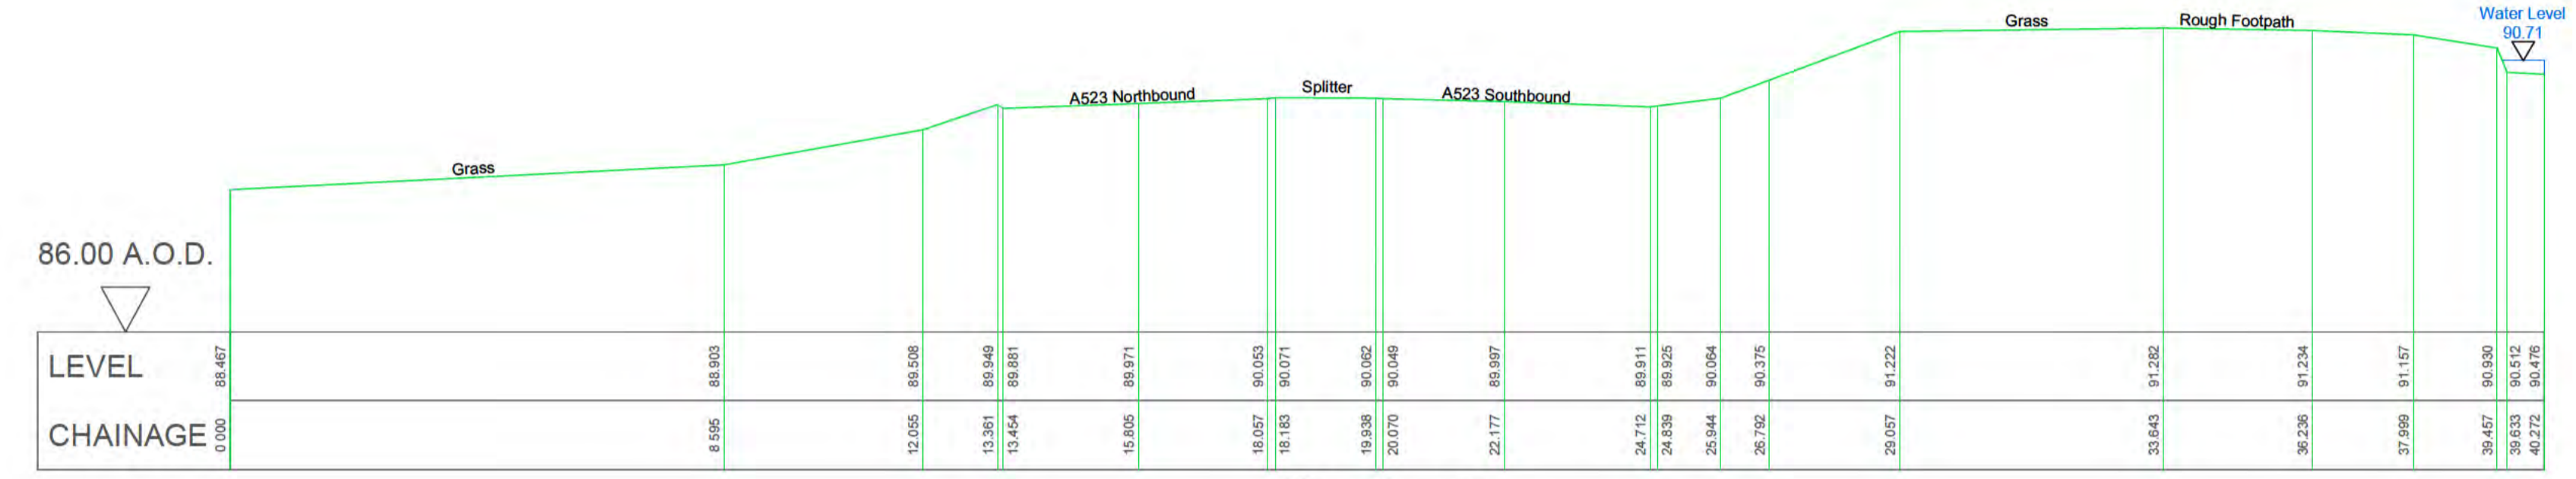 Water Level
90.71
Grass
Rough Footpath
A523 Northbound
Splitter
A523 Southbound
Grass
86.00 A.O.D.
LEVEL 88.467 88.903 89.508 89.949 89.881 89.971 90.053 90.071 90.062 90.049 89.997 89.911 89.925 90.064 90.375 91.222 91.282 91.234 91.157 90.930 90.512 90.476
CHAINAGE 0 000 8 595 12.055 13.361 13.454 15.805 18.057 18.183 19.938 20.070 22.177 24.712 24.839 25.944 26.792 29.057 33.643 36.236 37.999 39.457 39.633 40.272